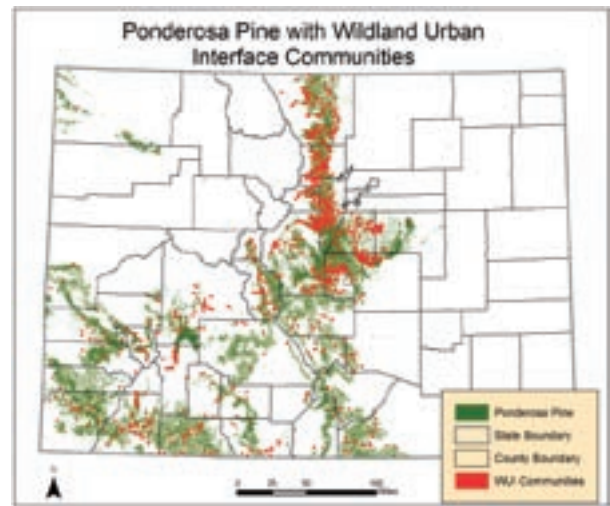 Ponderosa Pine with Wildland Urban
Interface Communities
Ponderosa Pine
State Boundary
County Boundary
WUI Communities